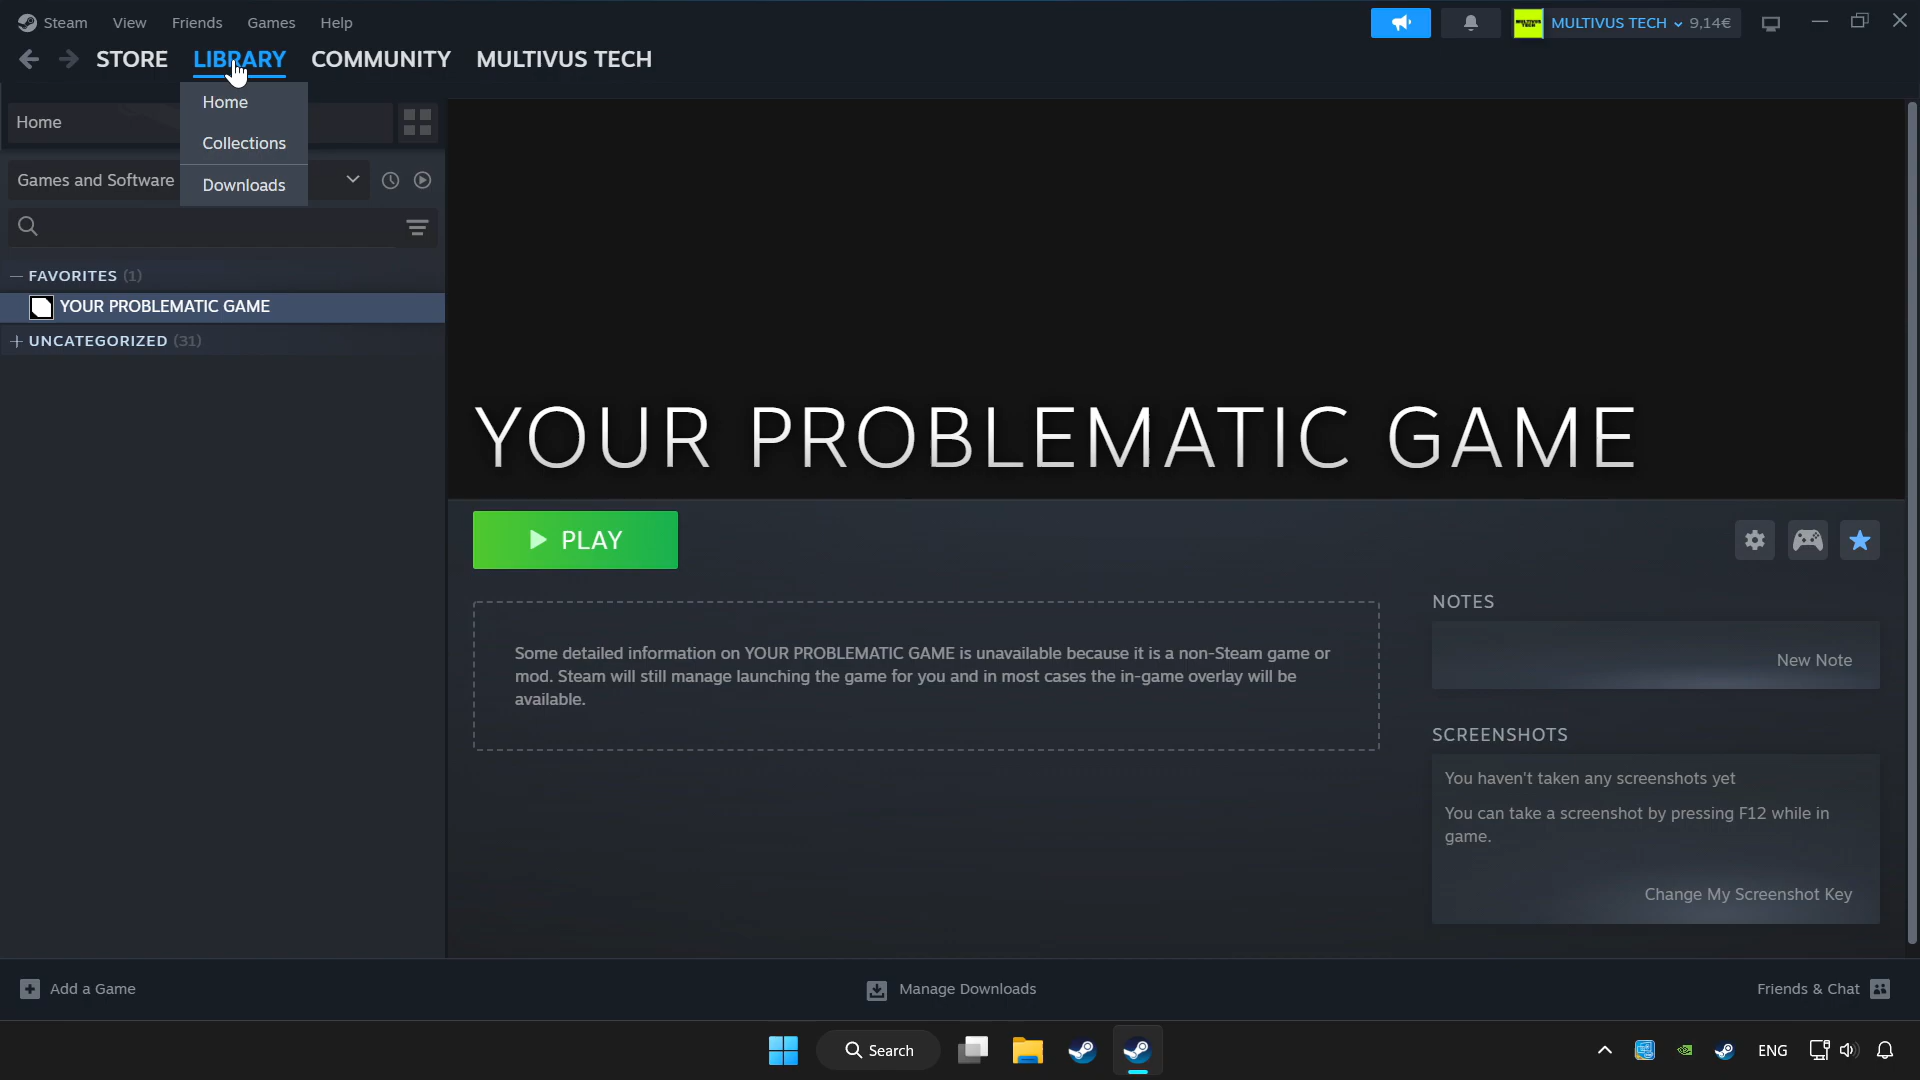 Steam View Friends Games Help
MULTIVUS TECH 9,14€
STORE LIBRARY COMMUNITY MULTIVUS TECH
Home
Collections
Downloads
Home
Games and Software
FAVORITES (1)
YOUR PROBLEMATIC GAME
UNCATEGORIZED (31)
YOUR PROBLEMATIC GAME
PLAY
Some detailed information on YOUR PROBLEMATIC GAME is unavailable because it is a non-Steam game or
mod. Steam will still manage launching the game for you and in most cases the in-game overlay will be
available.
NOTES
New Note
SCREENSHOTS
You haven't taken any screenshots yet
You can take a screenshot by pressing F12 while in
game.
Change My Screenshot Key
Add a Game
Manage Downloads
Friends & Chat
Search
ENG